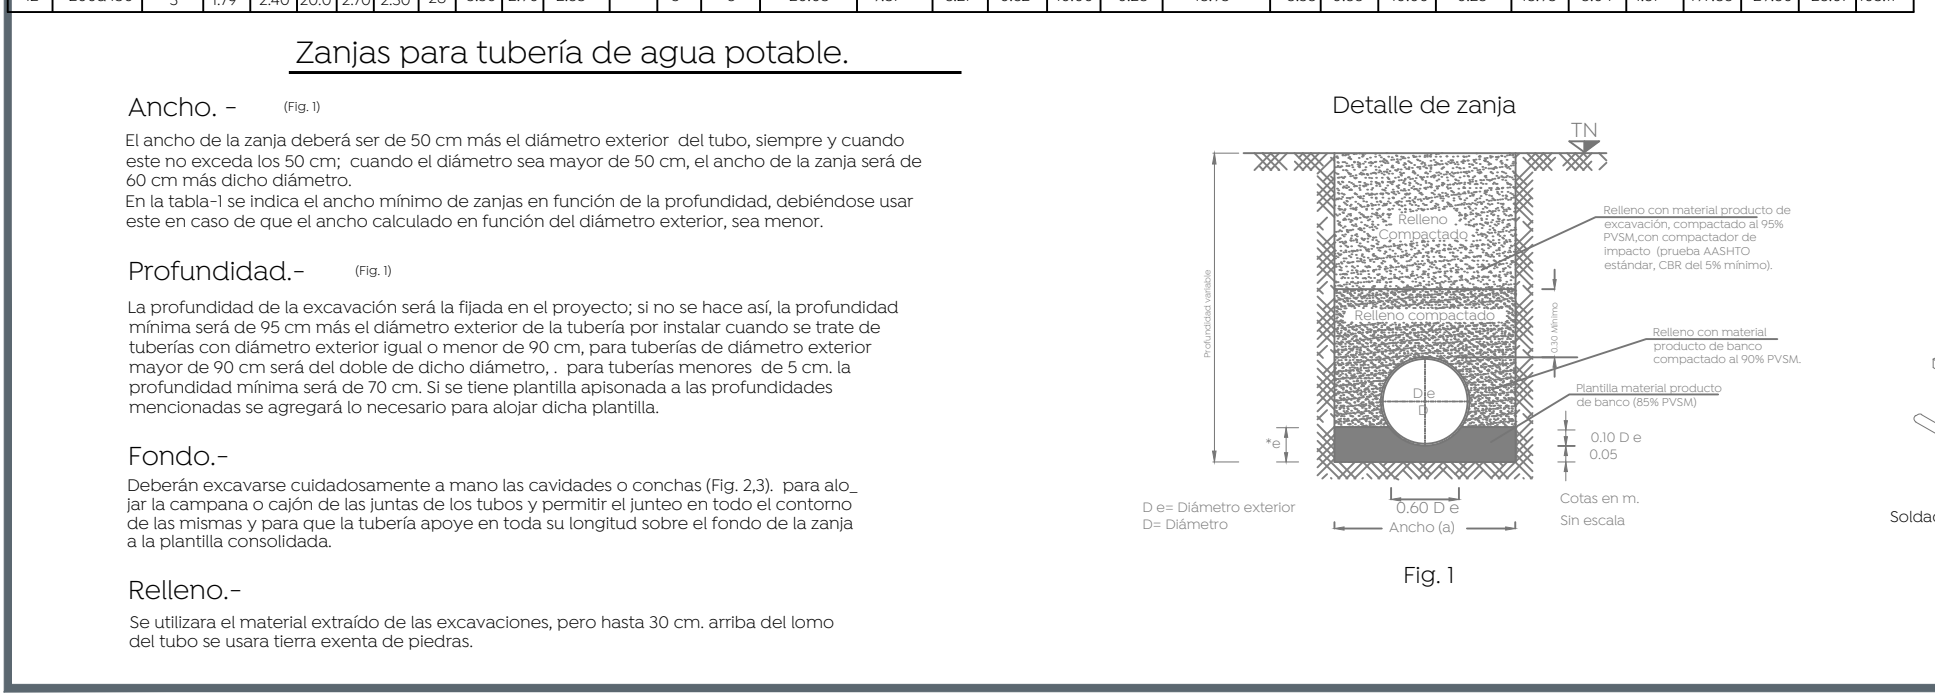 Zanjas para tubería de agua potable.
Ancho. - (Fig. 1)
El ancho de la zanja deberá ser de 50 cm más el diámetro exterior del tubo, siempre y cuando
este no exceda los 50 cm; cuando el diámetro sea mayor de 50 cm, el ancho de la zanja será de
60 cm más dicho diámetro.
En la tabla-1 se indica el ancho mínimo de zanjas en función de la profundidad, debiéndose usar
este en caso de que el ancho calculado en función del diámetro exterior, sea menor.
Profundidad.- (Fig. 1)
La profundidad de la excavación será la fijada en el proyecto; si no se hace así, la profundidad
mínima será de 95 cm más el diámetro exterior de la tubería por instalar cuando se trate de
tuberías con diámetro exterior igual o menor de 90 cm, para tuberías de diámetro exterior
mayor de 90 cm será del doble de dicho diámetro, . para tuberías menores de 5 cm. la
profundidad mínima será de 70 cm. Si se tiene plantilla apisonada a las profundidades
mencionadas se agregará lo necesario para alojar dicha plantilla.
Fondo.-
Deberán excavarse cuidadosamente a mano las cavidades o conchas (Fig. 2,3). para alo_
jar la campana o cajón de las juntas de los tubos y permitir el junteo en todo el contorno
de las mismas y para que la tubería apoye en toda su longitud sobre el fondo de la zanja
a la plantilla consolidada.
Relleno.-
Se utilizara el material extraído de las excavaciones, pero hasta 30 cm. arriba del lomo
del tubo se usara tierra exenta de piedras.
Detalle de zanja
TN
Relleno
Compactado
Relleno con material producto de
excavación, compactado al 95%
PVSM,con compactador de
impacto (prueba AASHTO
estándar, CBR del 5% mínimo).
Profundidad variable
Relleno compactado
0.30 Mínimo
Relleno con material
producto de banco
compactado al 90% PVSM.
D e
D
Plantilla material producto
de banco (85% PVSM)
*e
0.10 D e
0.05
D e= Diámetro exterior
D= Diámetro
0.60 D e
Ancho (a)
Cotas en m.
Sin escala
Fig. 1